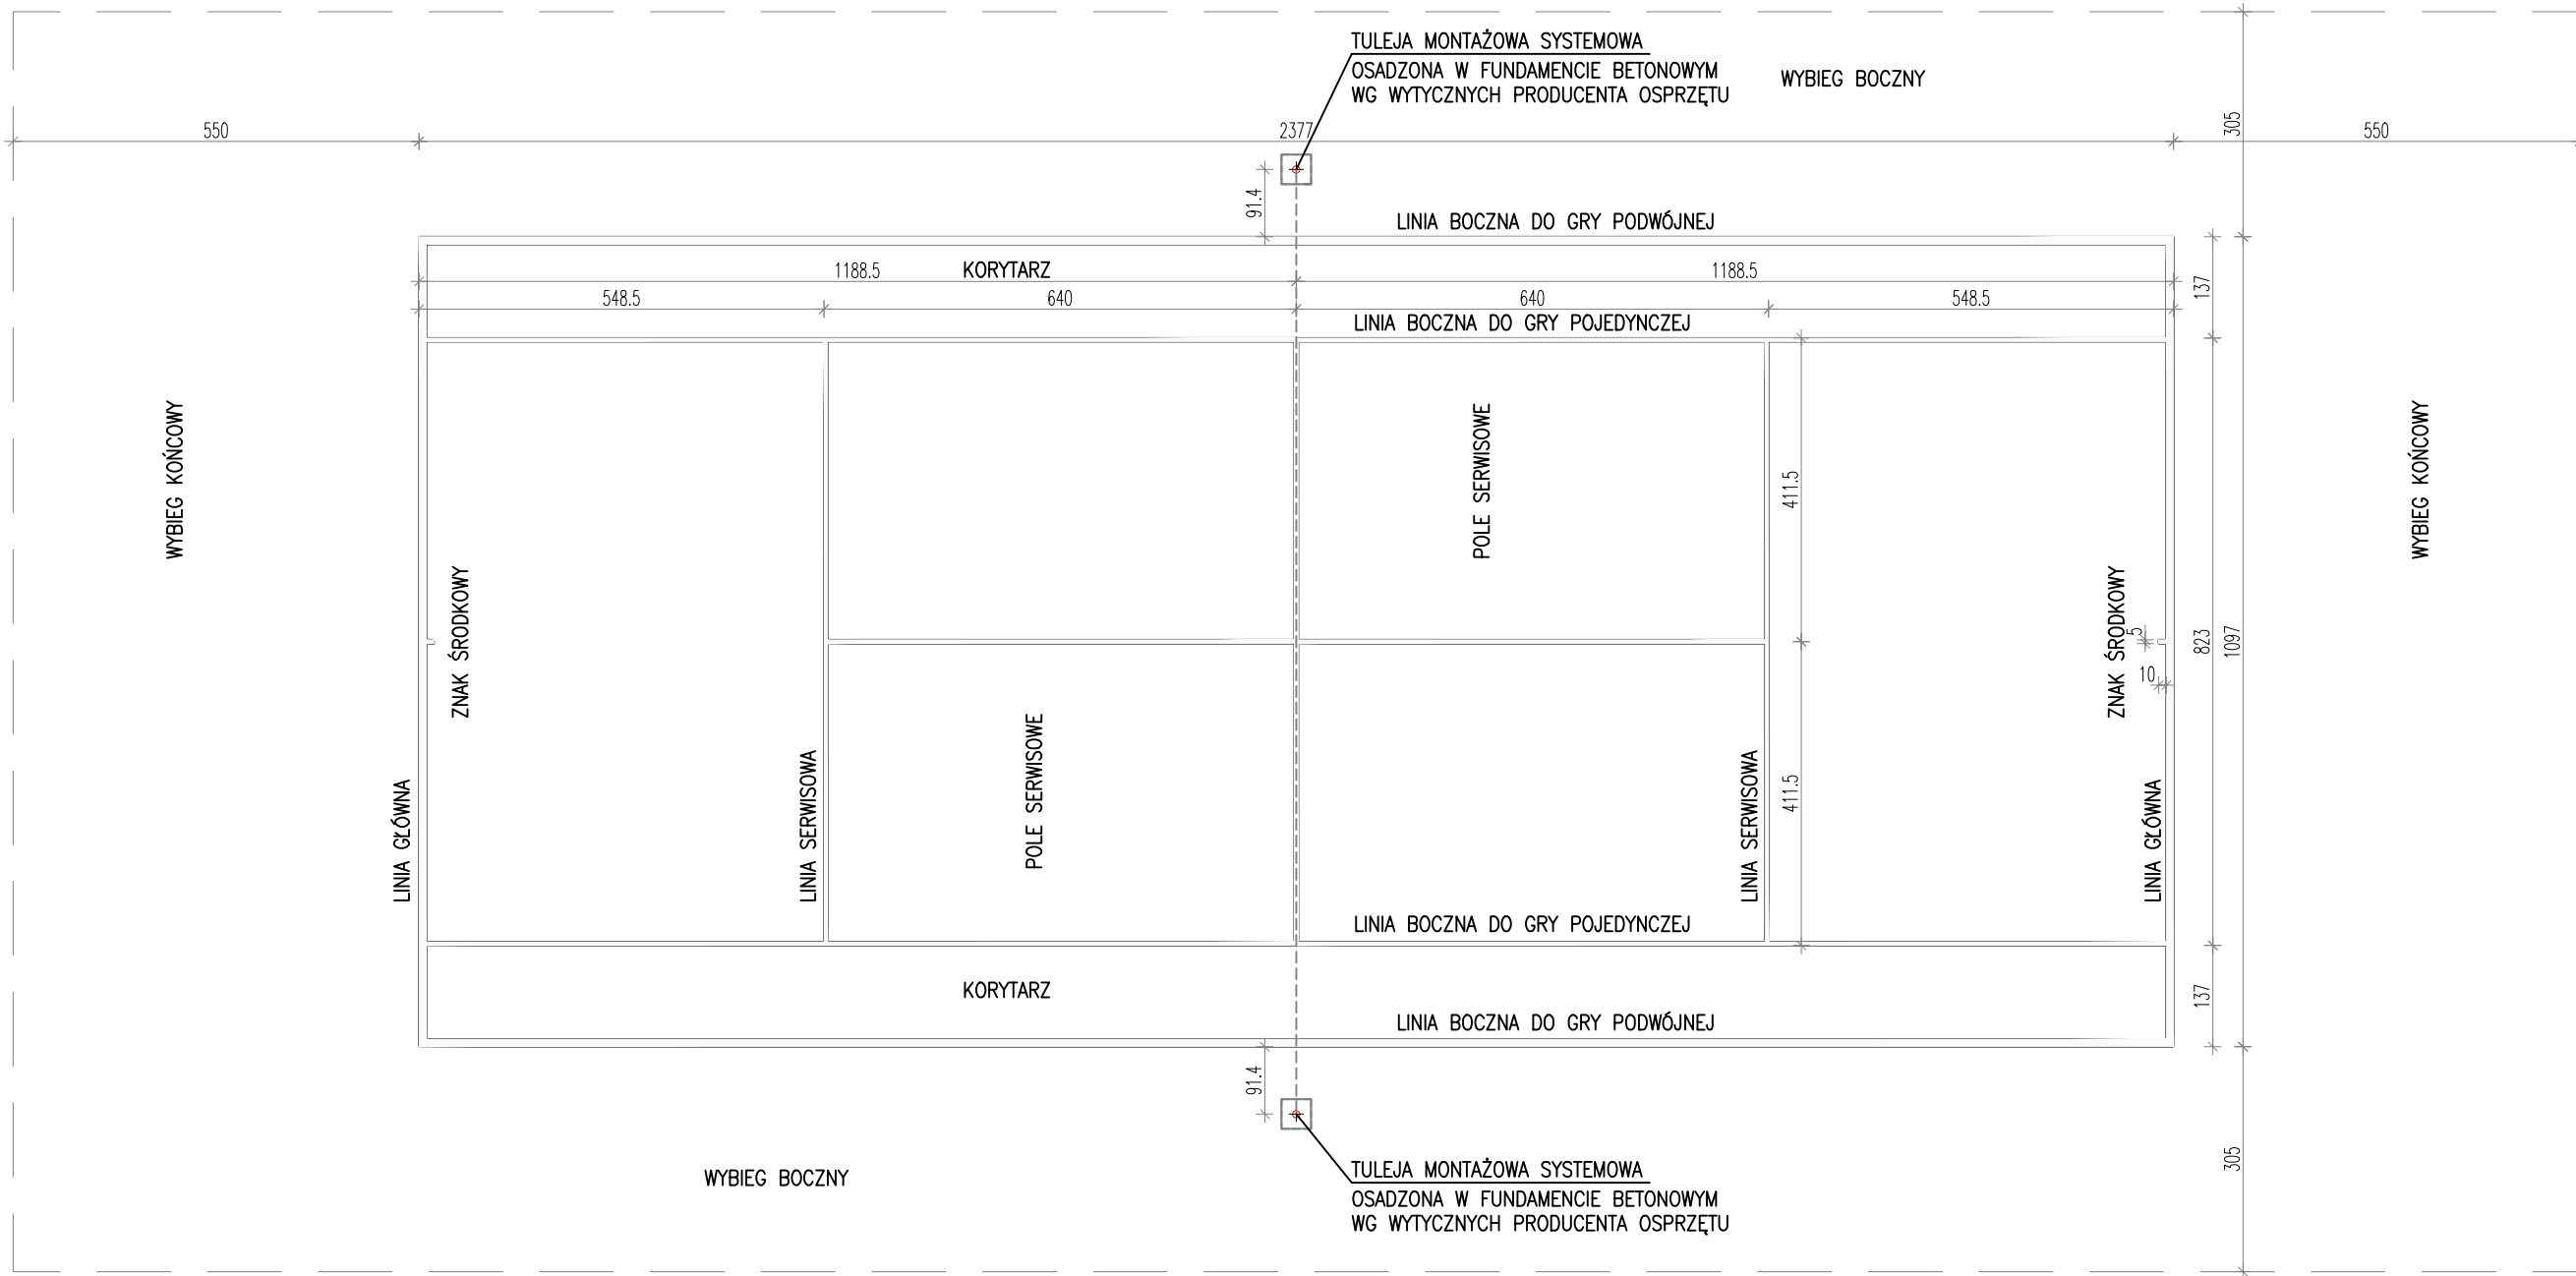 TULEJA MONTAŻOWA SYSTEMOWA
OSADZONA W FUNDAMENCIE BETONOWYM
WG WYTYCZNYCH PRODUCENTA OSPRZĘTU
WYBIEG BOCZNY
550
2377
305
550
91.4
LINIA BOCZNA DO GRY PODWÓJNEJ
1188.5
KORYTARZ
1188.5
137
548.5
640
640
548.5
LINIA BOCZNA DO GRY POJEDYNCZEJ
WYBIEG KOŃCOWY
POLE SERWISOWE
411.5
WYBIEG KOŃCOWY
ZNAK ŚRODKOWY
ZNAK ŚRODKOWY
5
823
1097
10
LINIA GŁÓWNA
LINIA SERWISOWA
POLE SERWISOWE
LINIA SERWISOWA
411.5
LINIA GŁÓWNA
LINIA BOCZNA DO GRY POJEDYNCZEJ
KORYTARZ
137
LINIA BOCZNA DO GRY PODWÓJNEJ
91.4
WYBIEG BOCZNY
305
TULEJA MONTAŻOWA SYSTEMOWA
OSADZONA W FUNDAMENCIE BETONOWYM
WG WYTYCZNYCH PRODUCENTA OSPRZĘTU